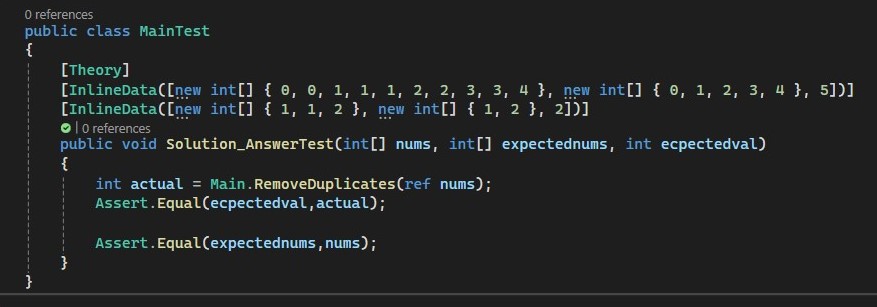 0 references
public class MainTest
{
[Theory]
[InlineData([new int[] { 0, 0, 1, 1, 1, 2, 2, 3, 3, 4 }, new int[] { 0, 1, 2, 3, 4 }, 5])]
[InlineData([new int[] { 1, 1, 2 }, new int[] { 1, 2 }, 2])]
| 0 references
public void Solution_AnswerTest(int[] nums, int[] expectednums, int ecpectedval)
{
int actual = Main.RemoveDuplicates(ref nums);
Assert.Equal(ecpectedval,actual);
Assert.Equal(expectednums,nums);
}
}